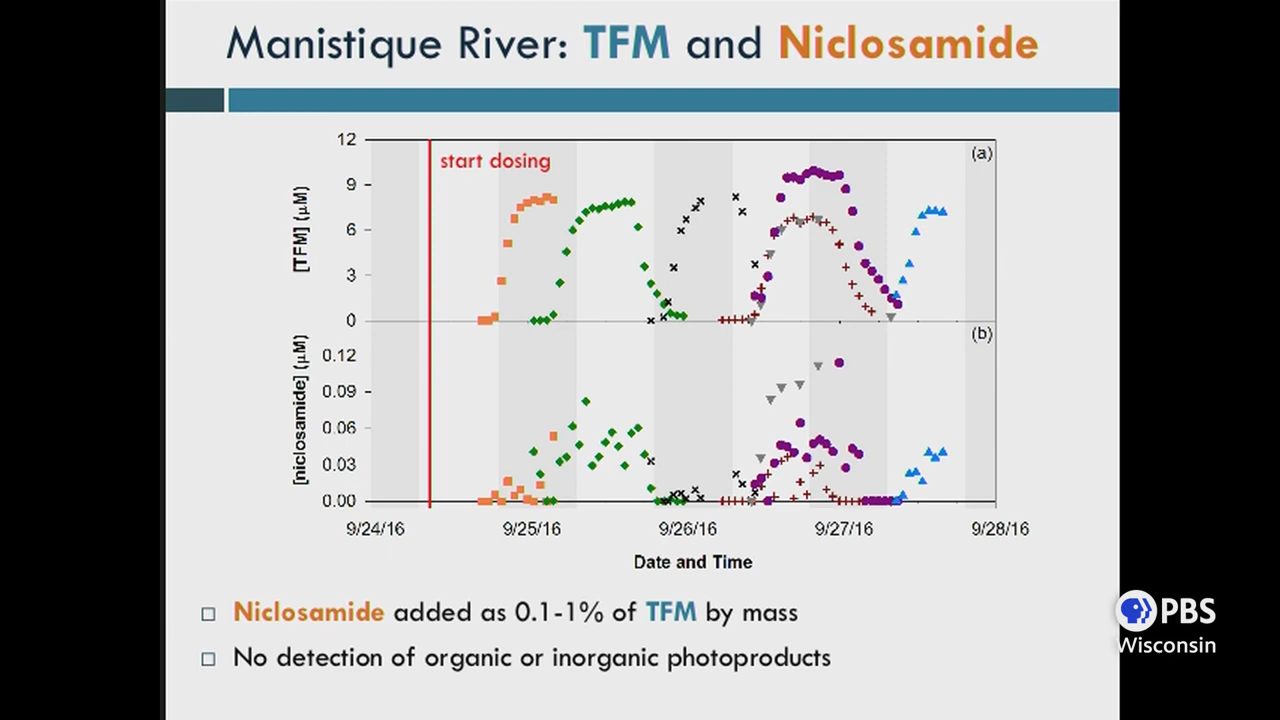 Manistique River: TFM and Niclosamide
start dosing
(a)
12
9
6
3
0
[TFM] (µM)
(b)
0.12
0.09
0.06
0.03
0.00
[niclosamide] (µM)
9/24/16 9/25/16 9/26/16 9/27/16 9/28/16
Date and Time
Niclosamide added as 0.1-1% of TFM by mass
No detection of organic or inorganic photoproducts
PBS
Wisconsin